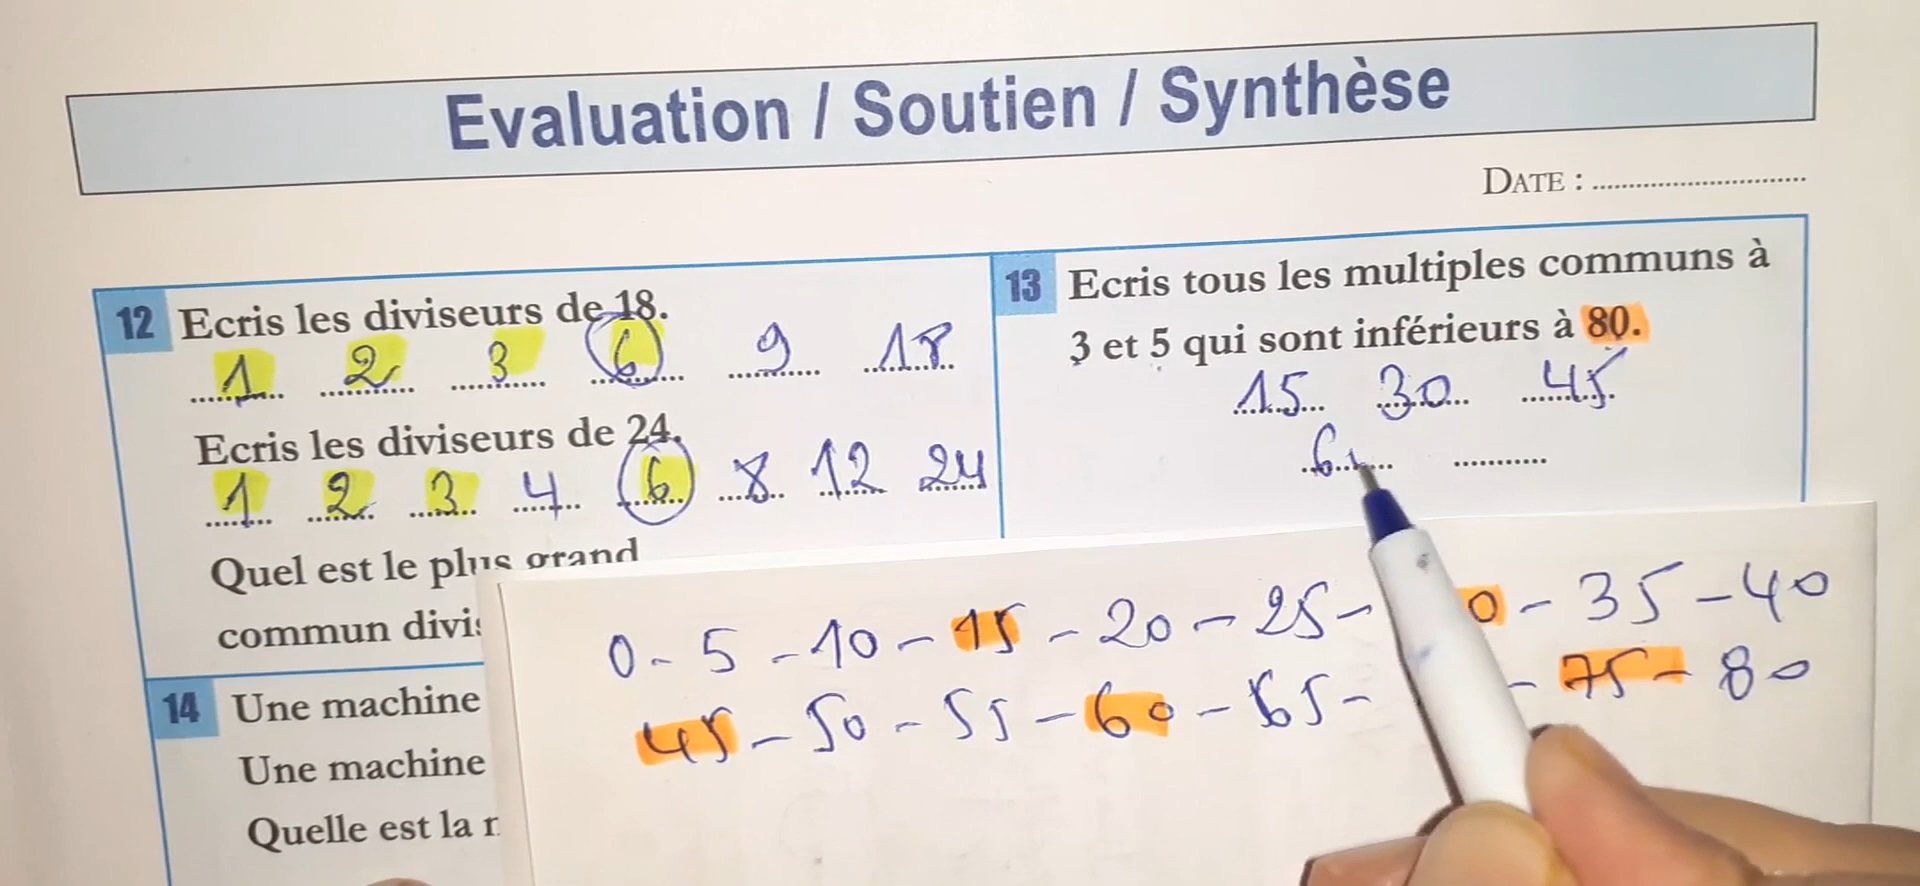 Evaluation / Soutien / Synthèse
DATE : ..............................
12 Ecris les diviseurs de 18.
1 2 3 6 9 18
Ecris les diviseurs de 24.
1 2 3 4 6 8 12 24
Quel est le plus grand
commun
13 Ecris tous les multiples communs à
3 et 5 qui sont inférieurs à 80.
15 30 45
6
14 Une machine
Une machine
Quelle est la
0 - 5 - 10 - 15 - 20 - 25 - 0 - 35 - 40
45 - 50 - 55 - 60 - 65 - - 75 - 80